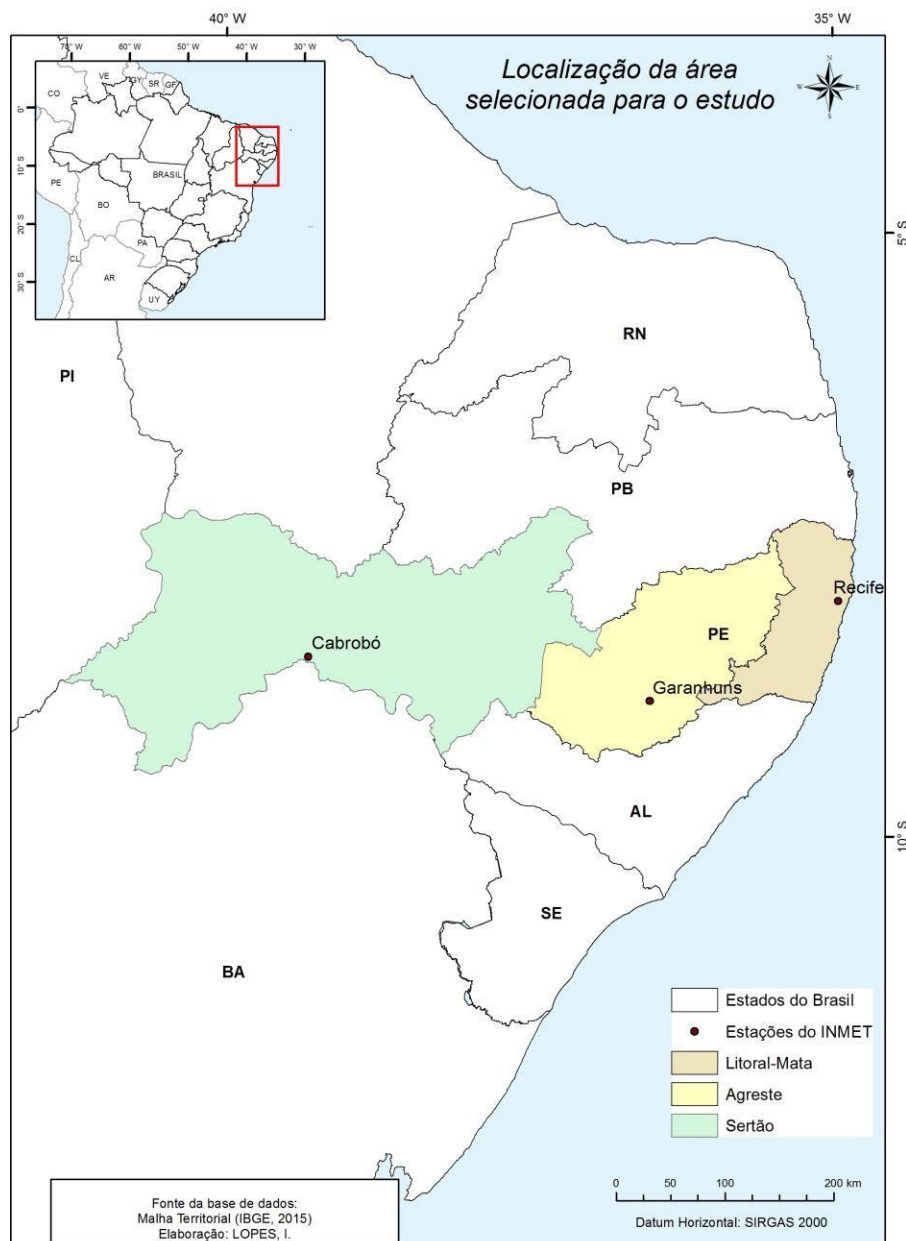 40° W
35° W
70° W
60° W
50° W
40° W
30° W
Localização da área
selecionada para o estudo
N
W
E
S
VE
GY
SR
GF
CO
0°
10° S
BRASIL
PE
BO
20° S
PA
CL
30° S
AR
UY
5° S
RN
PI
PB
Recife
Cabrobó
PE
Garanhuns
AL
10° S
SE
BA
Estados do Brasil
Estações do INMET
Litoral-Mata
Agreste
Sertão
0 50 100 200 km
Datum Horizontal: SIRGAS 2000
Fonte da base de dados:
Malha Territorial (IBGE, 2015)
Elaboração: LOPES, I.